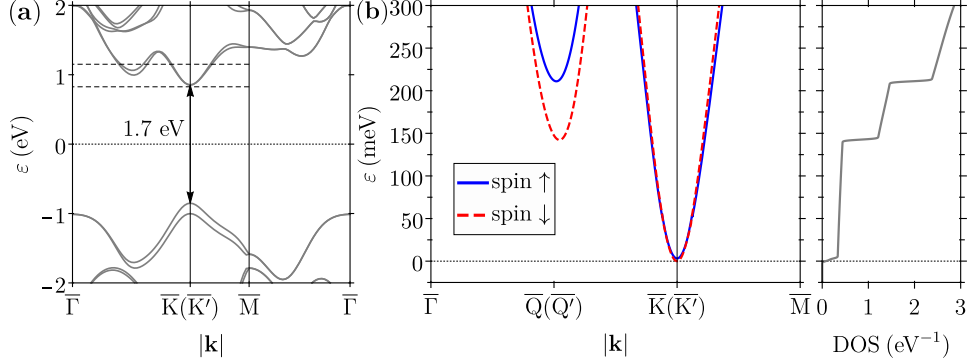 (a)
ε (eV)
2
1
0
−1
−2
1.7 eV
Γ̅
K̅(K̅′)
M̅
Γ̅
|k|
(b)
ε (meV)
300
250
200
150
100
50
0
spin ↑
spin ↓
Γ̅
Q̅(Q̅′)
K̅(K̅′)
M̅
|k|
0
1
2
3
DOS (eV⁻¹)